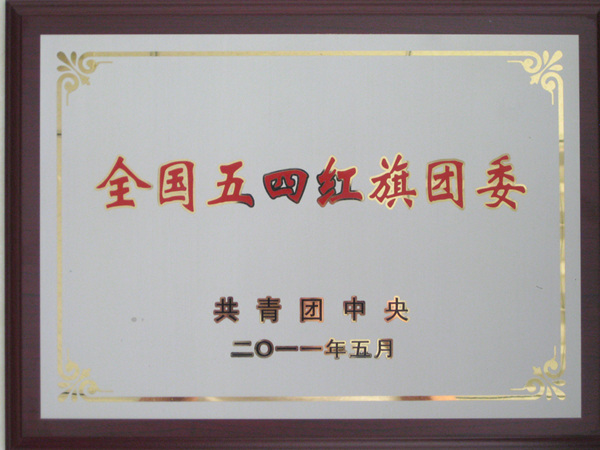 全国五四红旗团委
共青团中央
二〇一一年五月